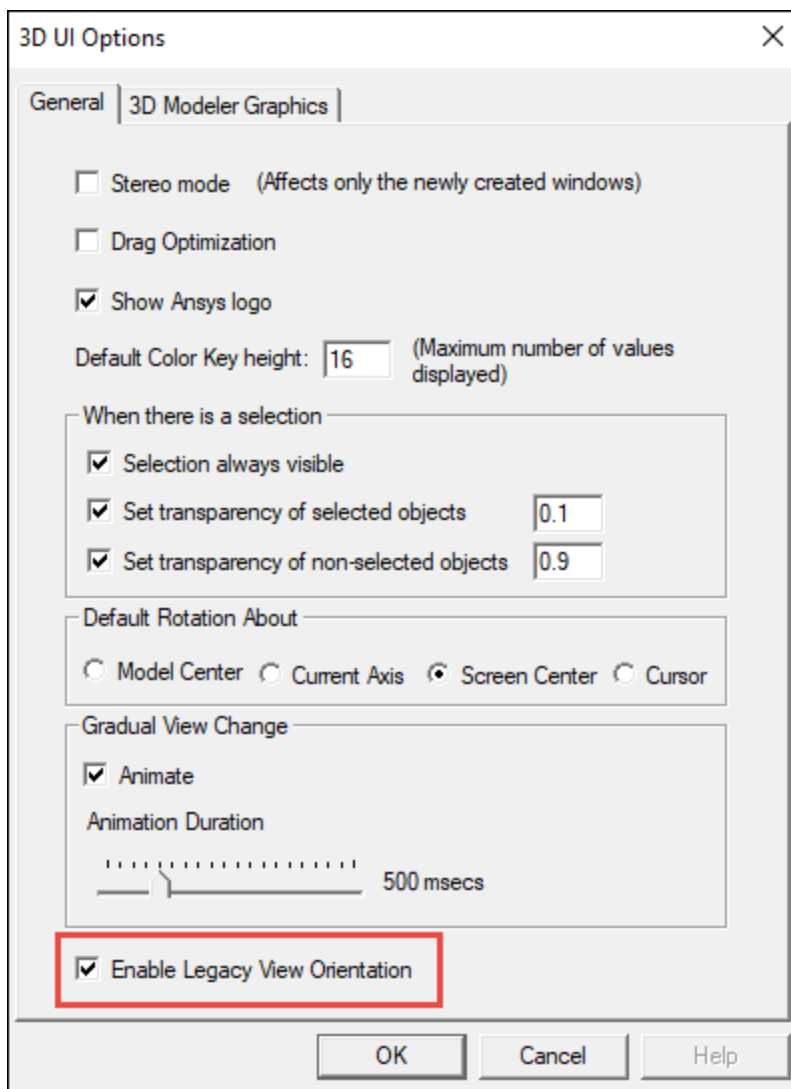 3D UI Options
General
3D Modeler Graphics
Stereo mode (Affects only the newly created windows)
Drag Optimization
Show Ansys logo
Default Color Key height: 16 (Maximum number of values
displayed)
When there is a selection
Selection always visible
Set transparency of selected objects 0.1
Set transparency of non-selected objects 0.9
Default Rotation About
Model Center Current Axis Screen Center Cursor
Gradual View Change
Animate
Animation Duration
500 msecs
Enable Legacy View Orientation
OK Cancel Help